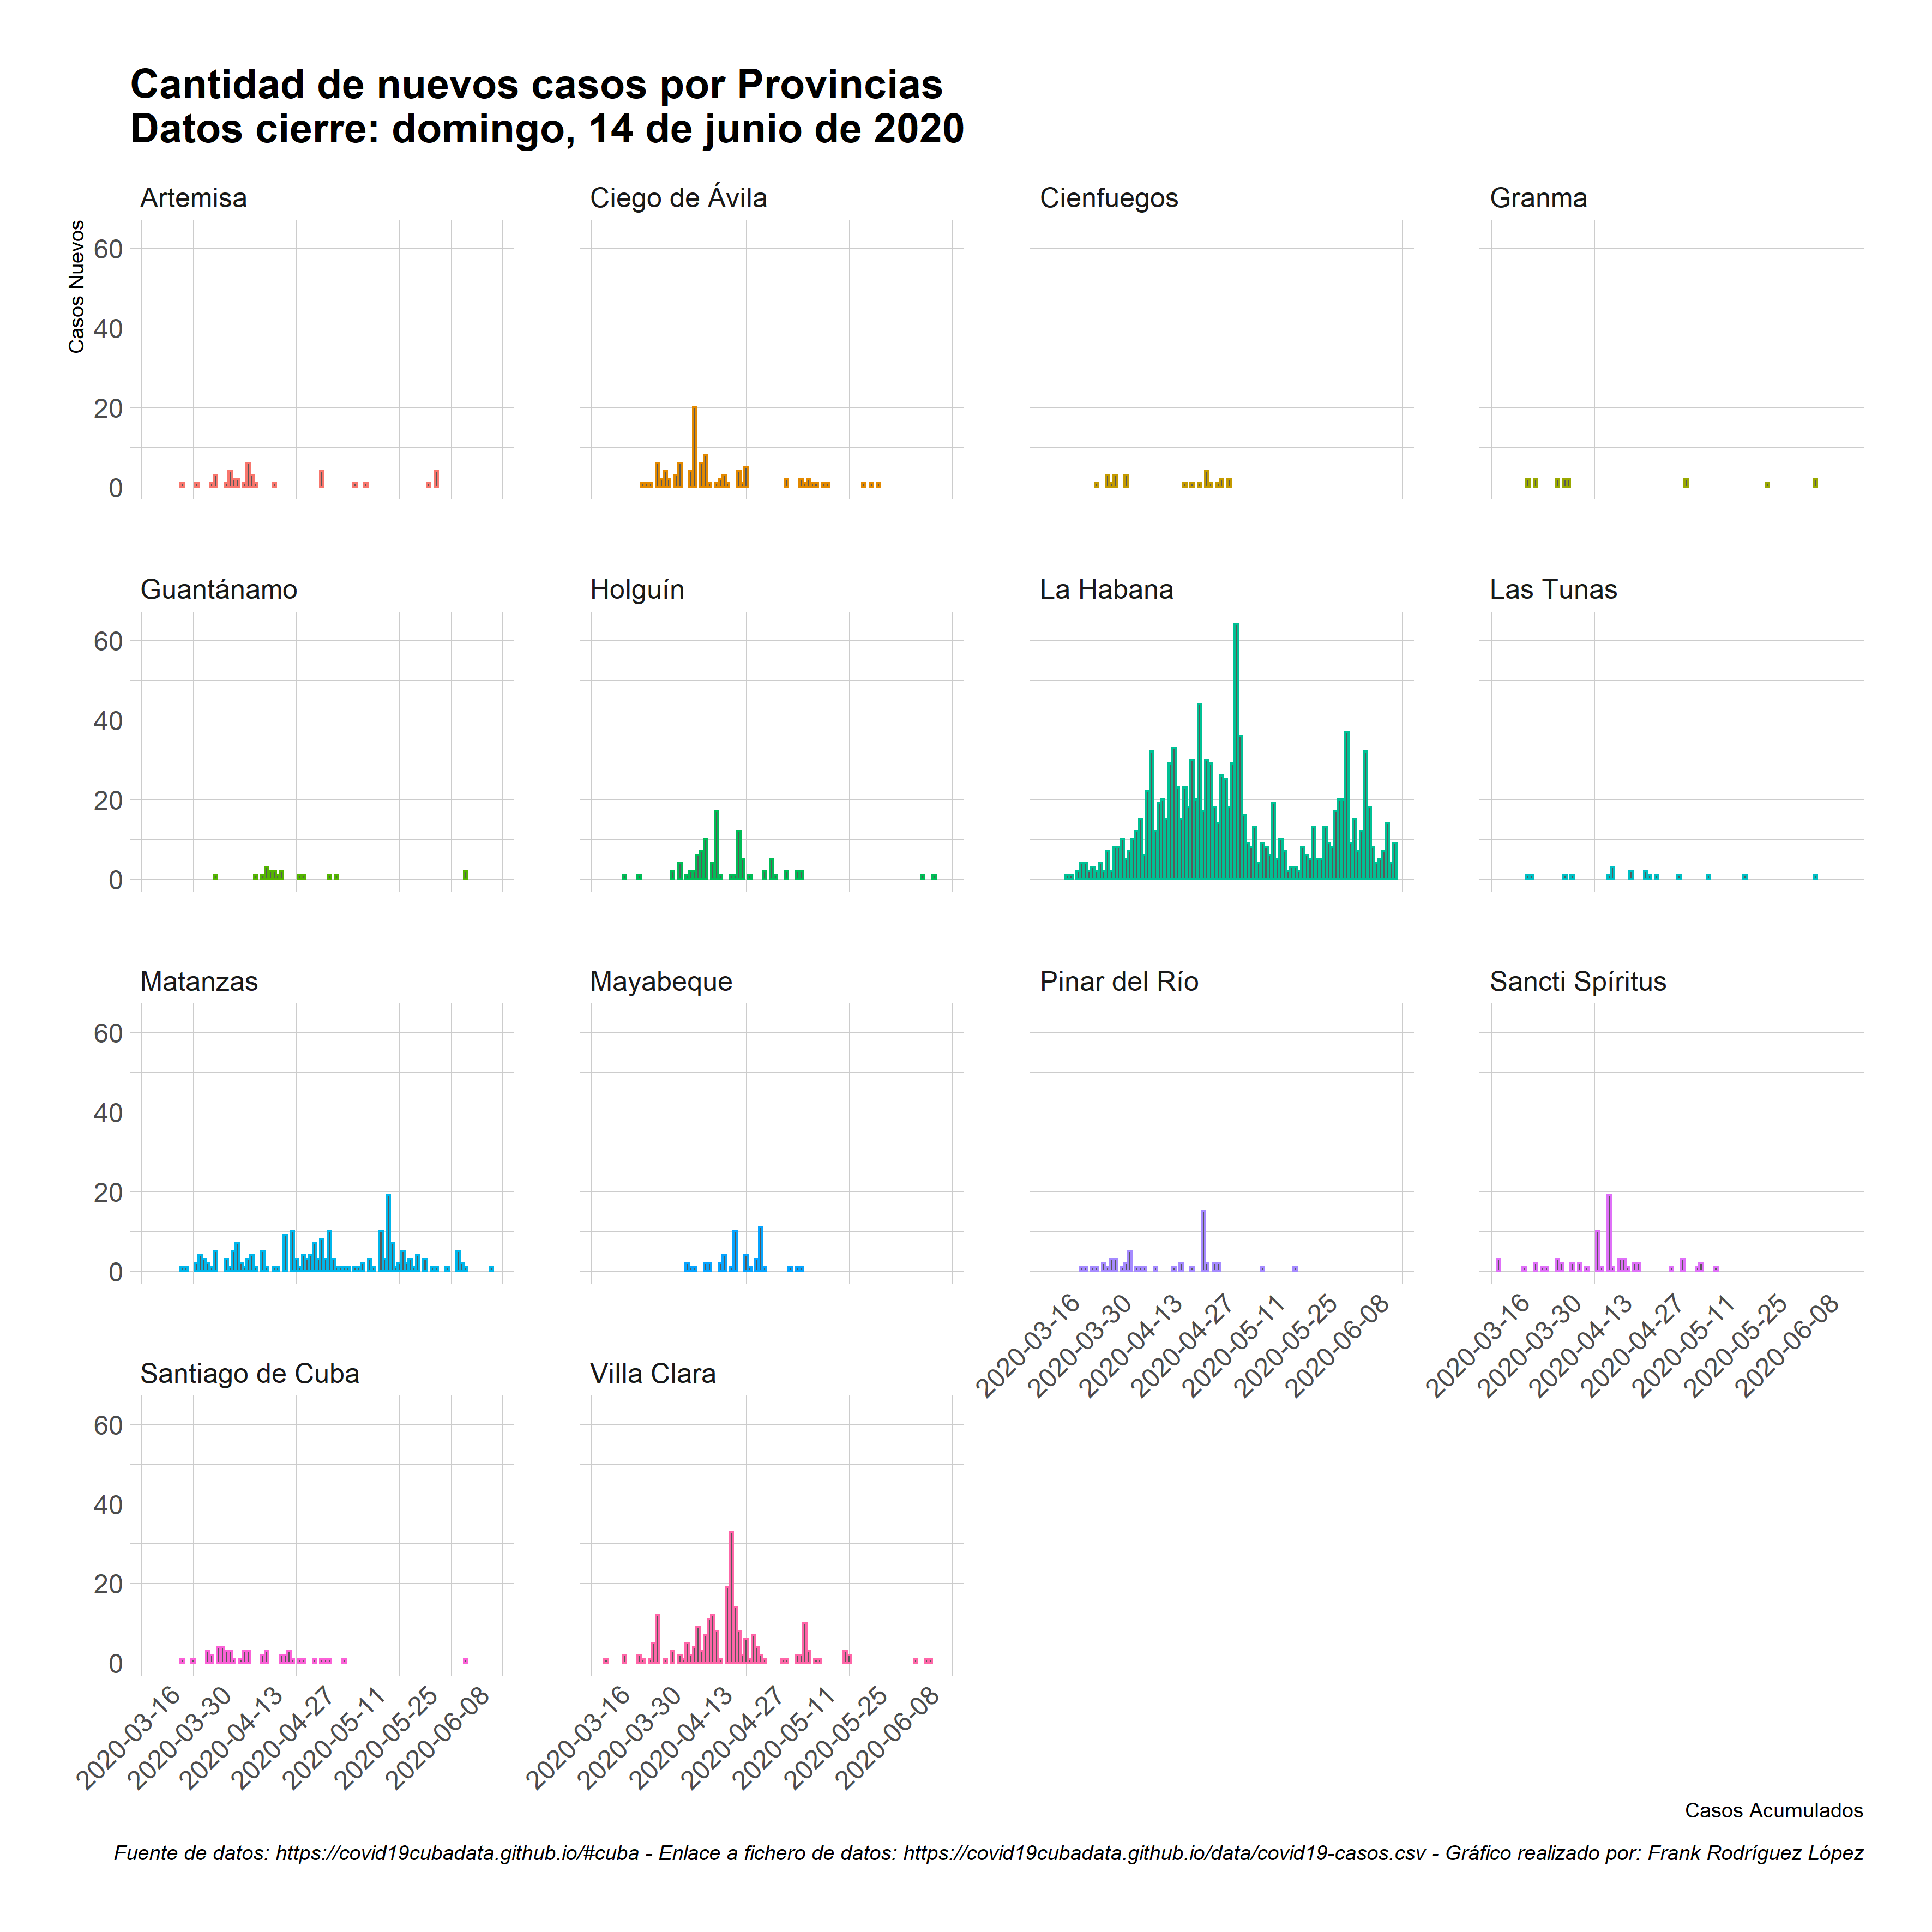 Cantidad de nuevos casos por Provincias
Datos cierre: domingo, 14 de junio de 2020
Artemisa
Ciego de Ávila
Cienfuegos
Granma
Casos Nuevos
60
40
20
0
Guantánamo
Holguín
La Habana
Las Tunas
60
40
20
0
Matanzas
Mayabeque
Pinar del Río
Sancti Spíritus
60
40
20
0
2020-03-16
2020-03-30
2020-04-13
2020-04-27
2020-05-11
2020-05-25
2020-06-08
2020-03-16
2020-03-30
2020-04-13
2020-04-27
2020-05-11
2020-05-25
2020-06-08
Santiago de Cuba
Villa Clara
60
40
20
0
2020-03-16
2020-03-30
2020-04-13
2020-04-27
2020-05-11
2020-05-25
2020-06-08
2020-03-16
2020-03-30
2020-04-13
2020-04-27
2020-05-11
2020-05-25
2020-06-08
Casos Acumulados
Fuente de datos: https://covid19cubadata.github.io/#cuba - Enlace a fichero de datos: https://covid19cubadata.github.io/data/covid19-casos.csv - Gráfico realizado por: Frank Rodríguez López